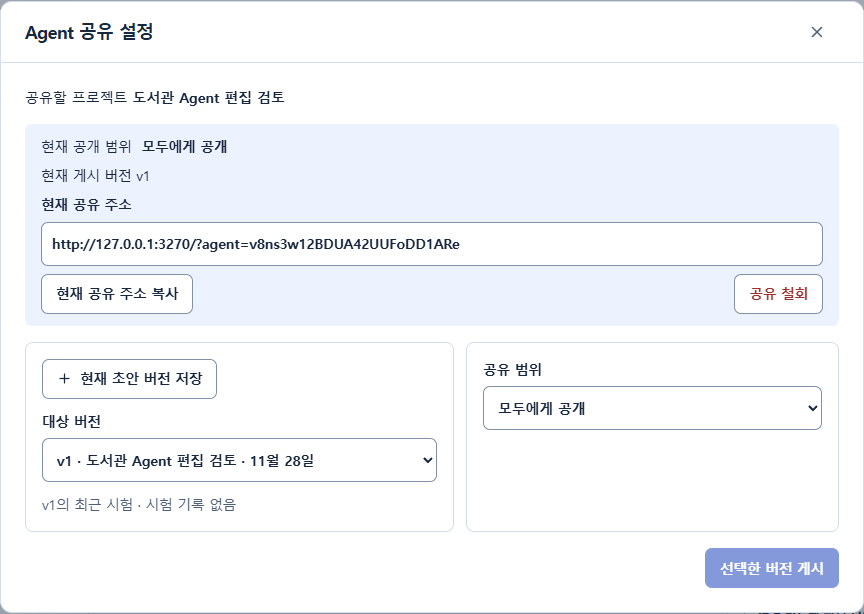 Agent 공유 설정
공유할 프로젝트 도서관 Agent 편집 검토
현재 공개 범위 모두에게 공개
현재 게시 버전 v1
현재 공유 주소
http://127.0.0.1:3270/?agent=v8ns3w12BDUA42UUFoDD1ARe
현재 공유 주소 복사
공유 철회
+ 현재 초안 버전 저장
대상 버전
v1 · 도서관 Agent 편집 검토 · 11월 28일
v1의 최근 시험 · 시험 기록 없음
공유 범위
모두에게 공개
선택한 버전 게시